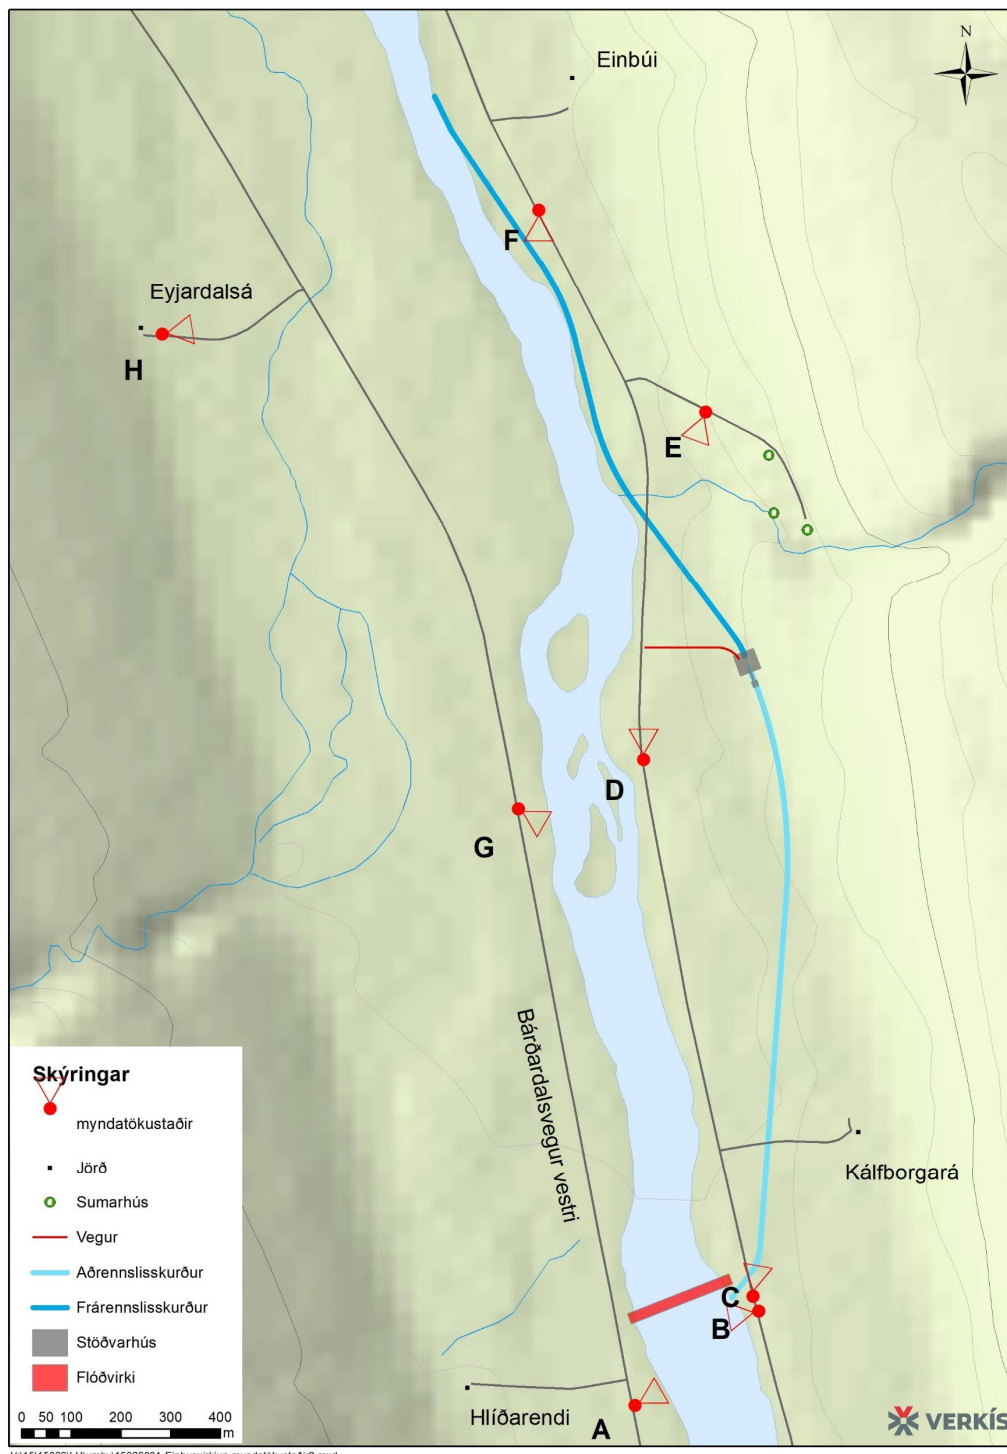 N
Einbúi
F
Eyjardalsá
H
E
D
G
Bárðardalsvegur vestri
Kálfborgará
C
B
Hlíðarendi
A
Skýringar
myndatökustaðir
Jörð
Sumarhús
Vegur
Aðrennslisskurður
Frárennslisskurður
Stöðvarhús
Flóðvirki
0 50 100 200 300 400
m
VERKÍS